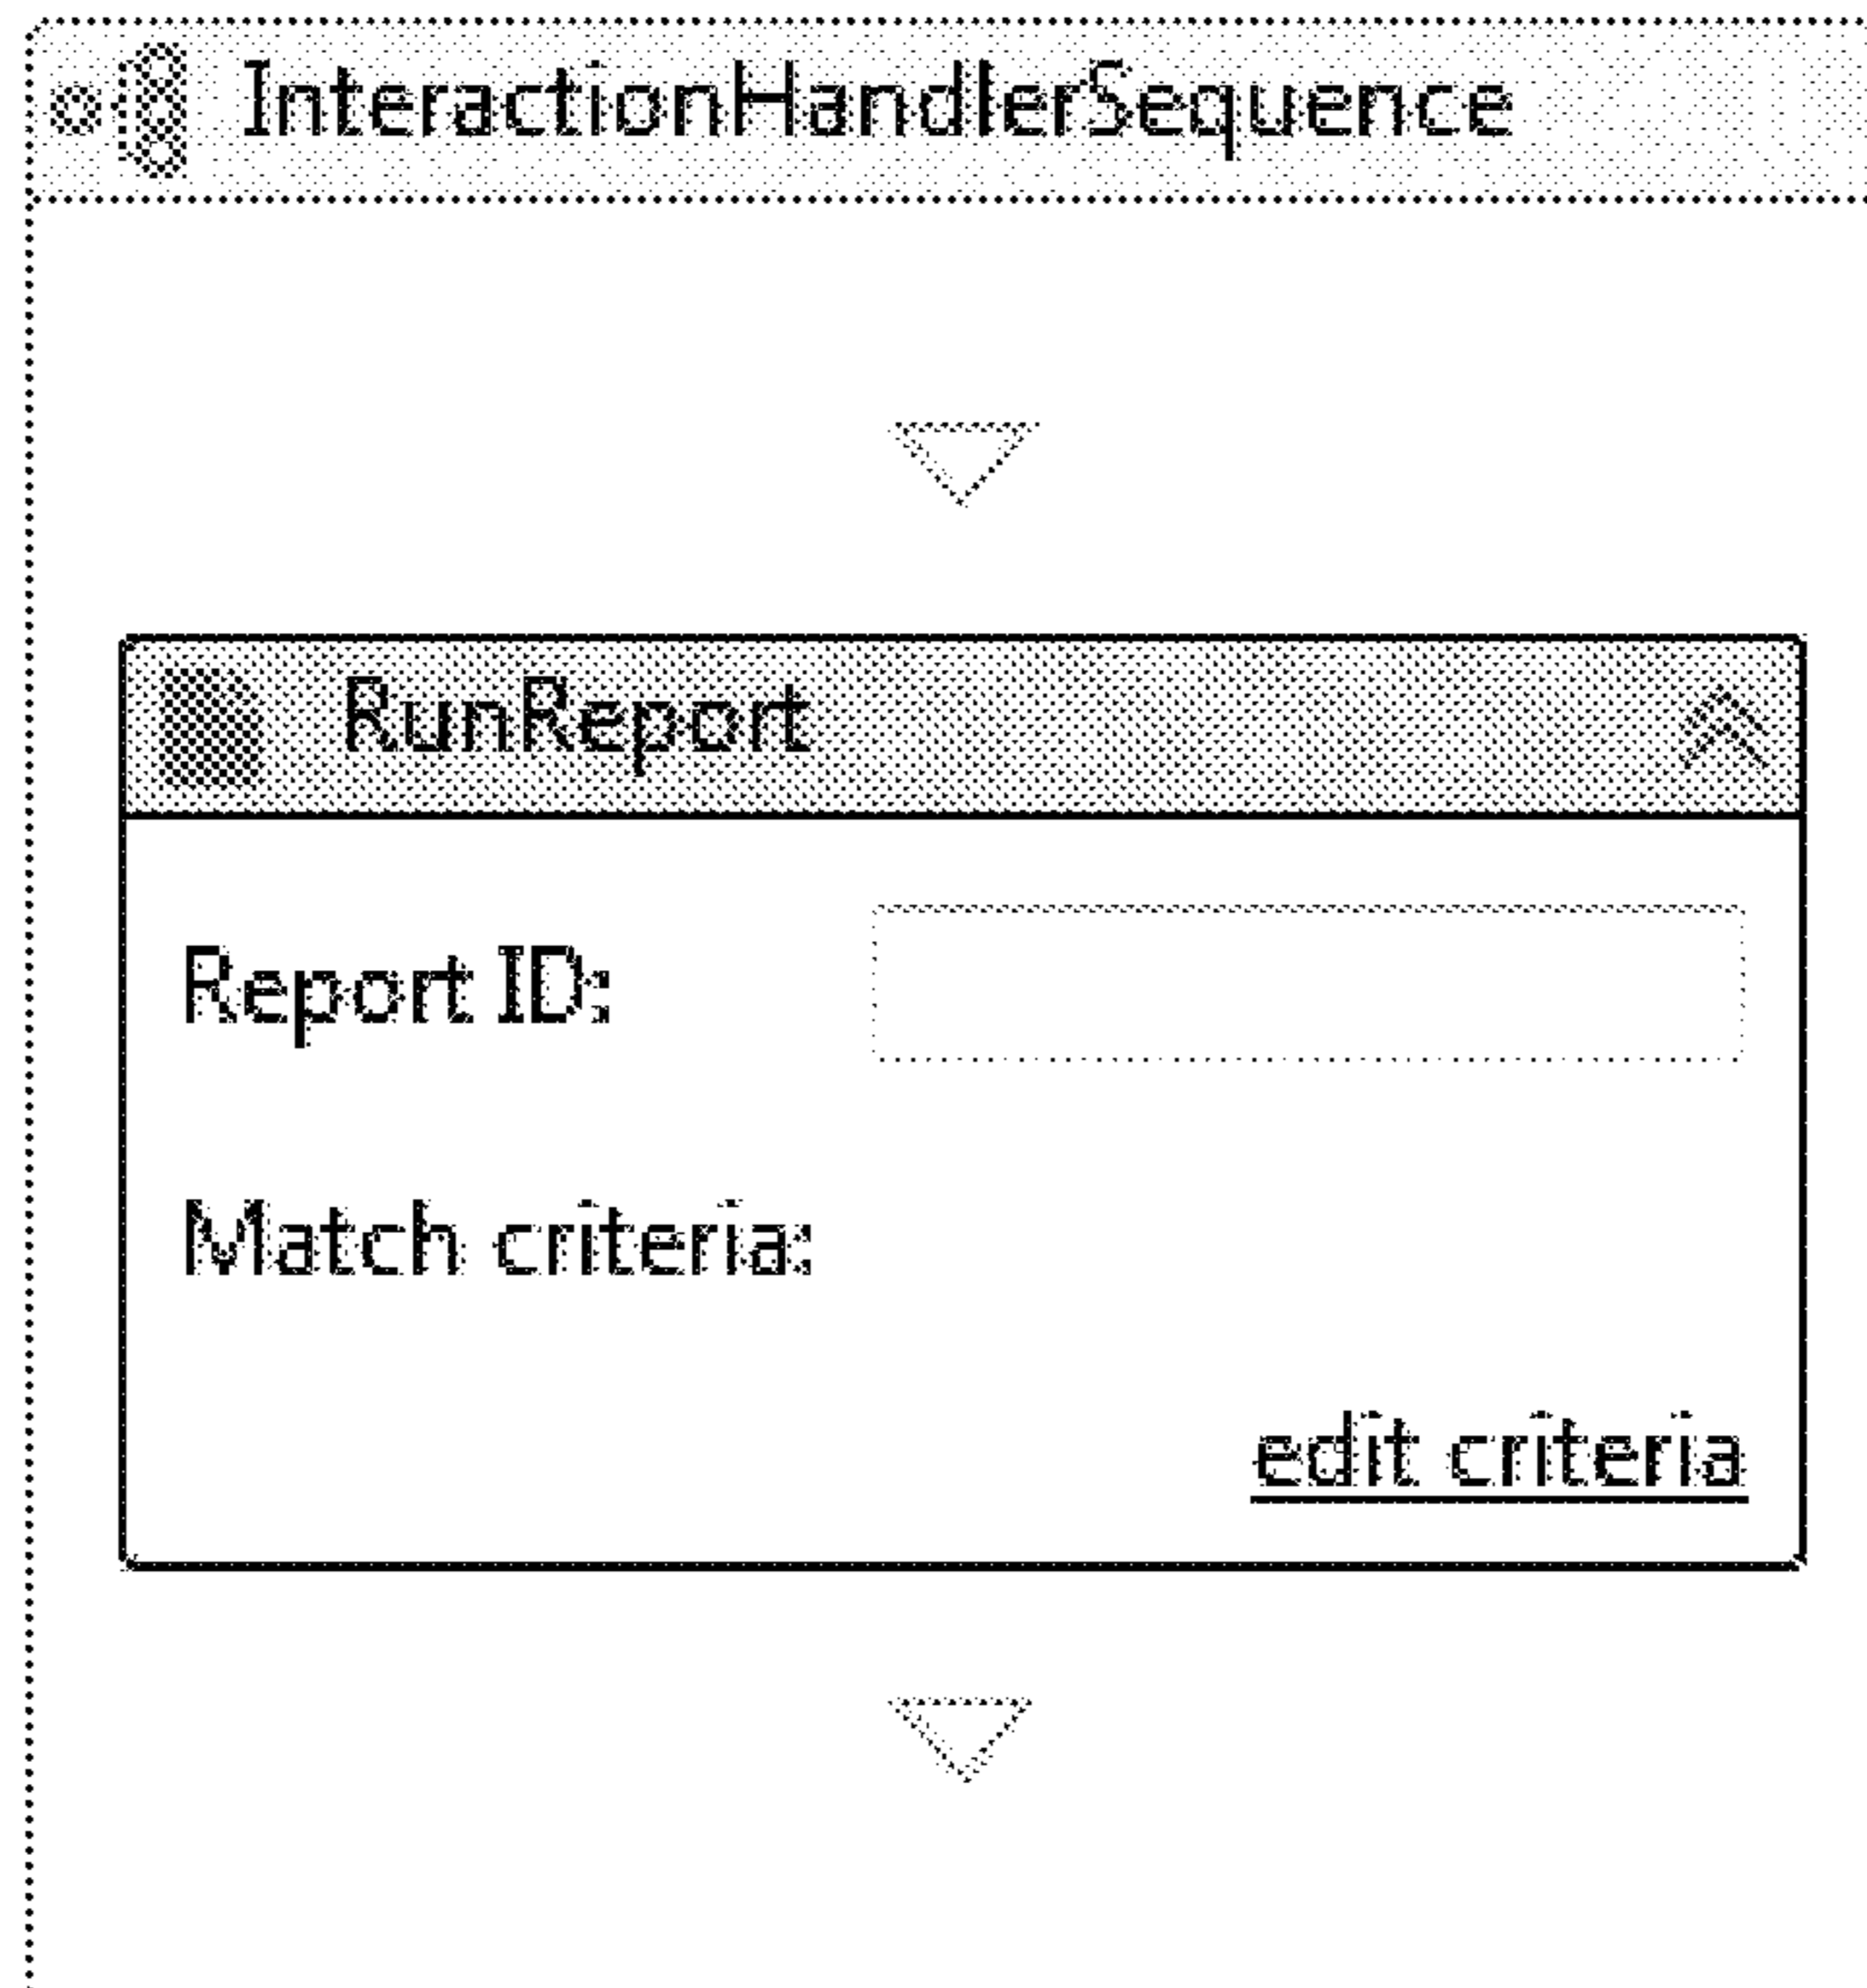 InteractionHandlerSequence
RunReport
Report ID:
Match criteria:
edit criteria